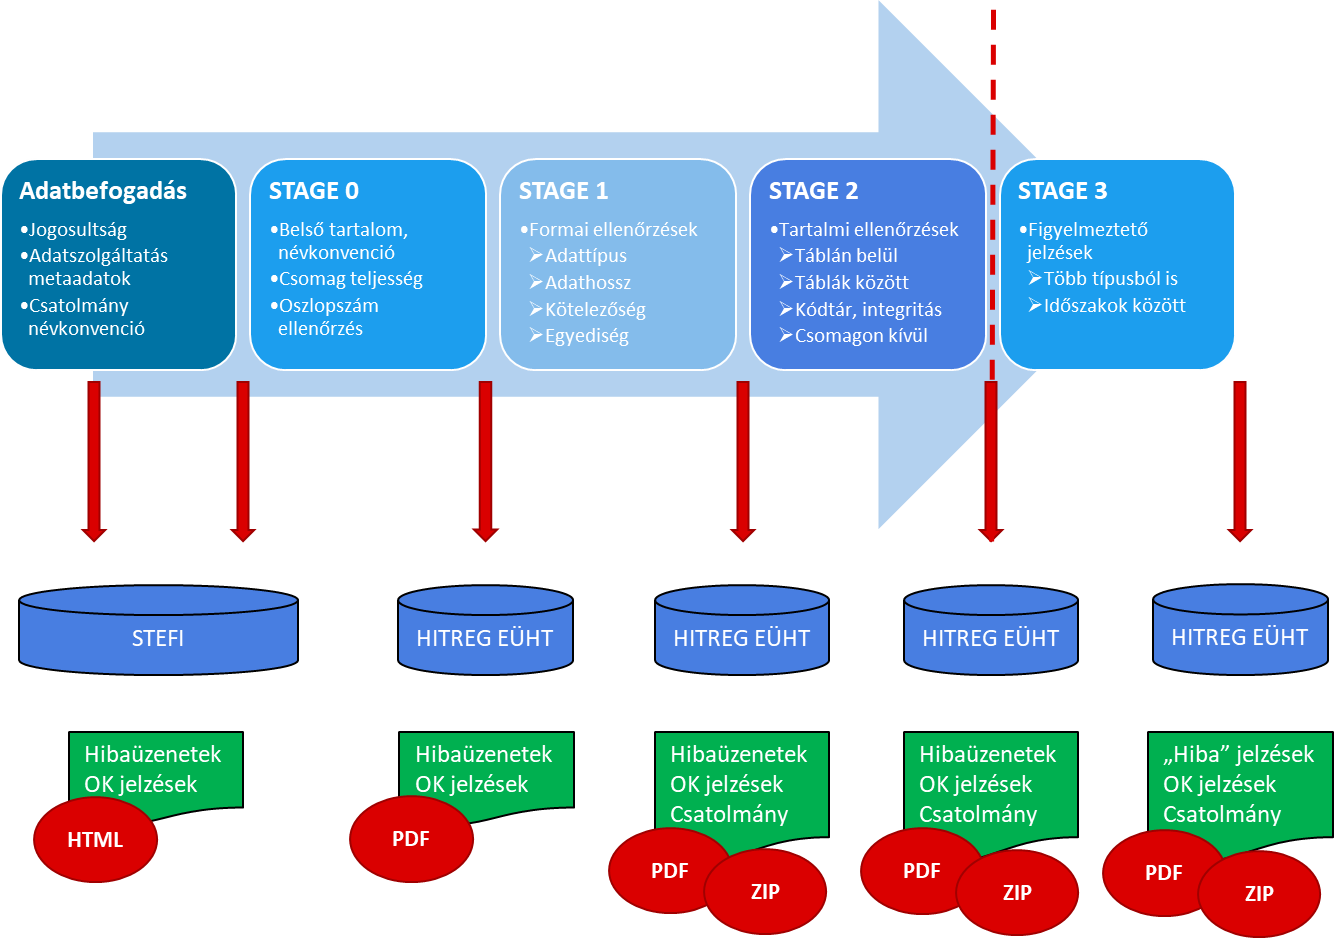 Adatbefogadás
•Jogosultság
•Adatszolgáltatás
metaadatok
•Csatolmány
névkonvenció
STAGE 0
•Belső tartalom,
névkonvenció
•Csomag teljesség
•Oszlopszám
ellenőrzés
STAGE 1
•Formai ellenőrzések
➢Adattípus
➢Adathossz
➢Kötelezőség
➢Egyediség
STAGE 2
•Tartalmi ellenőrzések
➢Táblán belül
➢Táblák között
➢Kódtár, integritás
➢Csomagon kívül
STAGE 3
•Figyelmeztető
jelzések
➢Több típusból is
➢Időszakok között
STEFI
HITREG EÜHT
HITREG EÜHT
HITREG EÜHT
HITREG EÜHT
Hibaüzenetek
OK jelzések
HTML
Hibaüzenetek
OK jelzések
PDF
Hibaüzenetek
OK jelzések
Csatolmány
PDF
ZIP
Hibaüzenetek
OK jelzések
Csatolmány
PDF
ZIP
„Hiba” jelzések
OK jelzések
Csatolmány
PDF
ZIP